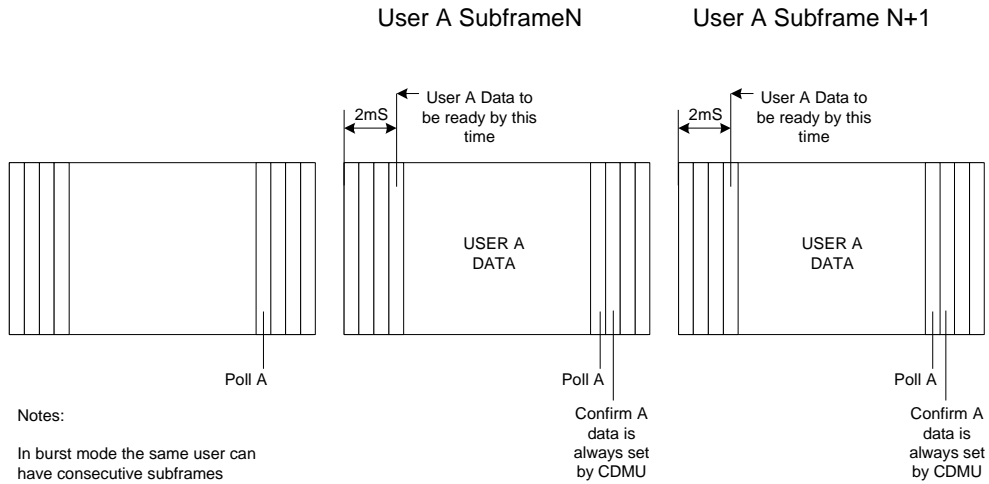 User A SubframeN
User A Subframe N+1
2mS
User A Data to
be ready by this
time
2mS
User A Data to
be ready by this
time
USER A
DATA
USER A
DATA
Poll A
Poll A
Poll A
Confirm A
data is
always set
by CDMU
Confirm A
data is
always set
by CDMU
Notes:
In burst mode the same user can
have consecutive subframes